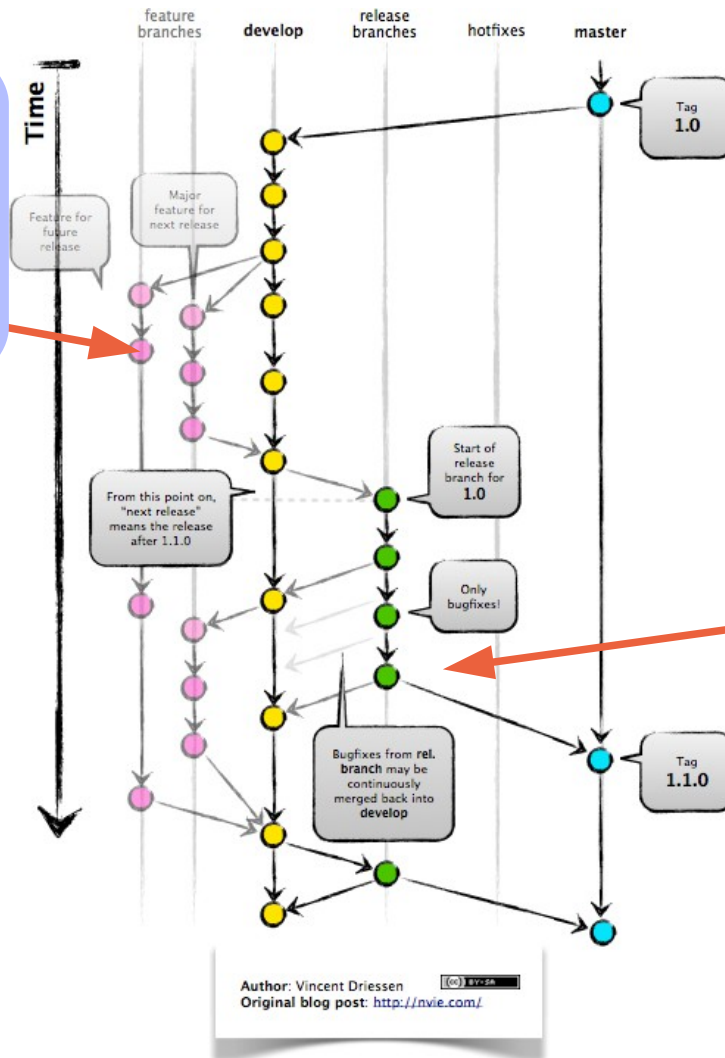 feature
branches
develop
release
branches
hotfixes
master
Time
Tag
1.0
Major
feature for
next release
Feature for
future
release
Start of
release
branch for
1.0
From this point on,
"next release"
means the release
after 1.1.0
Only
bugfixes!
Bugfixes from rel.
branch may be
continuously
merged back into
develop
Tag
1.1.0
Author: Vincent Driessen
(cc) BY-SA
Original blog post: http://nvie.com/